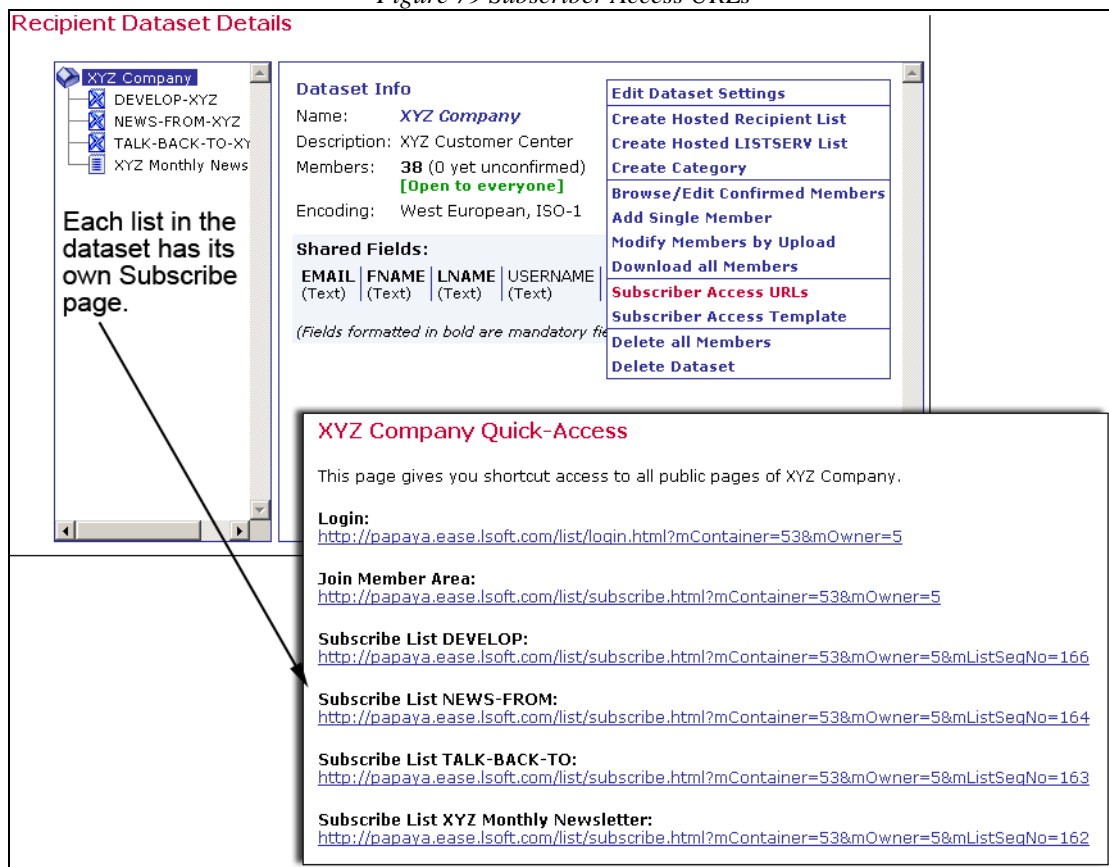 Figure 79 Subscriber Access URLs
Recipient Dataset Details
XYZ Company
DEVELOP-XYZ
NEWS-FROM-XYZ
TALK-BACK-TO-XY
XYZ Monthly News
Each list in the
dataset has its
own Subscribe
page.
Dataset Info
Name: XYZ Company
Description: XYZ Customer Center
Members: 38 (0 yet unconfirmed)
[Open to everyone]
Encoding: West European, ISO-1
Shared Fields:
EMAIL FNAME LNAME USERNAME
(Text) (Text) (Text) (Text)
(Fields formatted in bold are mandatory fie
Edit Dataset Settings
Create Hosted Recipient List
Create Hosted LISTSERV List
Create Category
Browse/Edit Confirmed Members
Add Single Member
Modify Members by Upload
Download all Members
Subscriber Access URLs
Subscriber Access Template
Delete all Members
Delete Dataset
XYZ Company Quick-Access
This page gives you shortcut access to all public pages of XYZ Company.
Login:
http://papaya.ease.lsoft.com/list/login.html?mContainer=53&mOwner=5
Join Member Area:
http://papaya.ease.lsoft.com/list/subscribe.html?mContainer=53&mOwner=5
Subscribe List DEVELOP:
http://papaya.ease.lsoft.com/list/subscribe.html?mContainer=53&mOwner=5&mListSeqNo=166
Subscribe List NEWS-FROM:
http://papaya.ease.lsoft.com/list/subscribe.html?mContainer=53&mOwner=5&mListSeqNo=164
Subscribe List TALK-BACK-TO:
http://papaya.ease.lsoft.com/list/subscribe.html?mContainer=53&mOwner=5&mListSeqNo=163
Subscribe List XYZ Monthly Newsletter:
http://papaya.ease.lsoft.com/list/subscribe.html?mContainer=53&mOwner=5&mListSeqNo=162